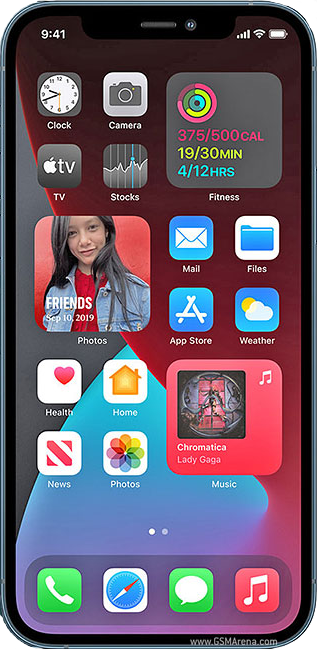 9:41
Clock
Camera
375/500CAL
19/30MIN
4/12HRS
tv
TV
Stocks
Fitness
FRIENDS
Sep 10, 2019
Photos
Mail
Files
App Store
Weather
Health
Home
Chromatica
Lady Gaga
News
Photos
Music
www.GSMArena.com